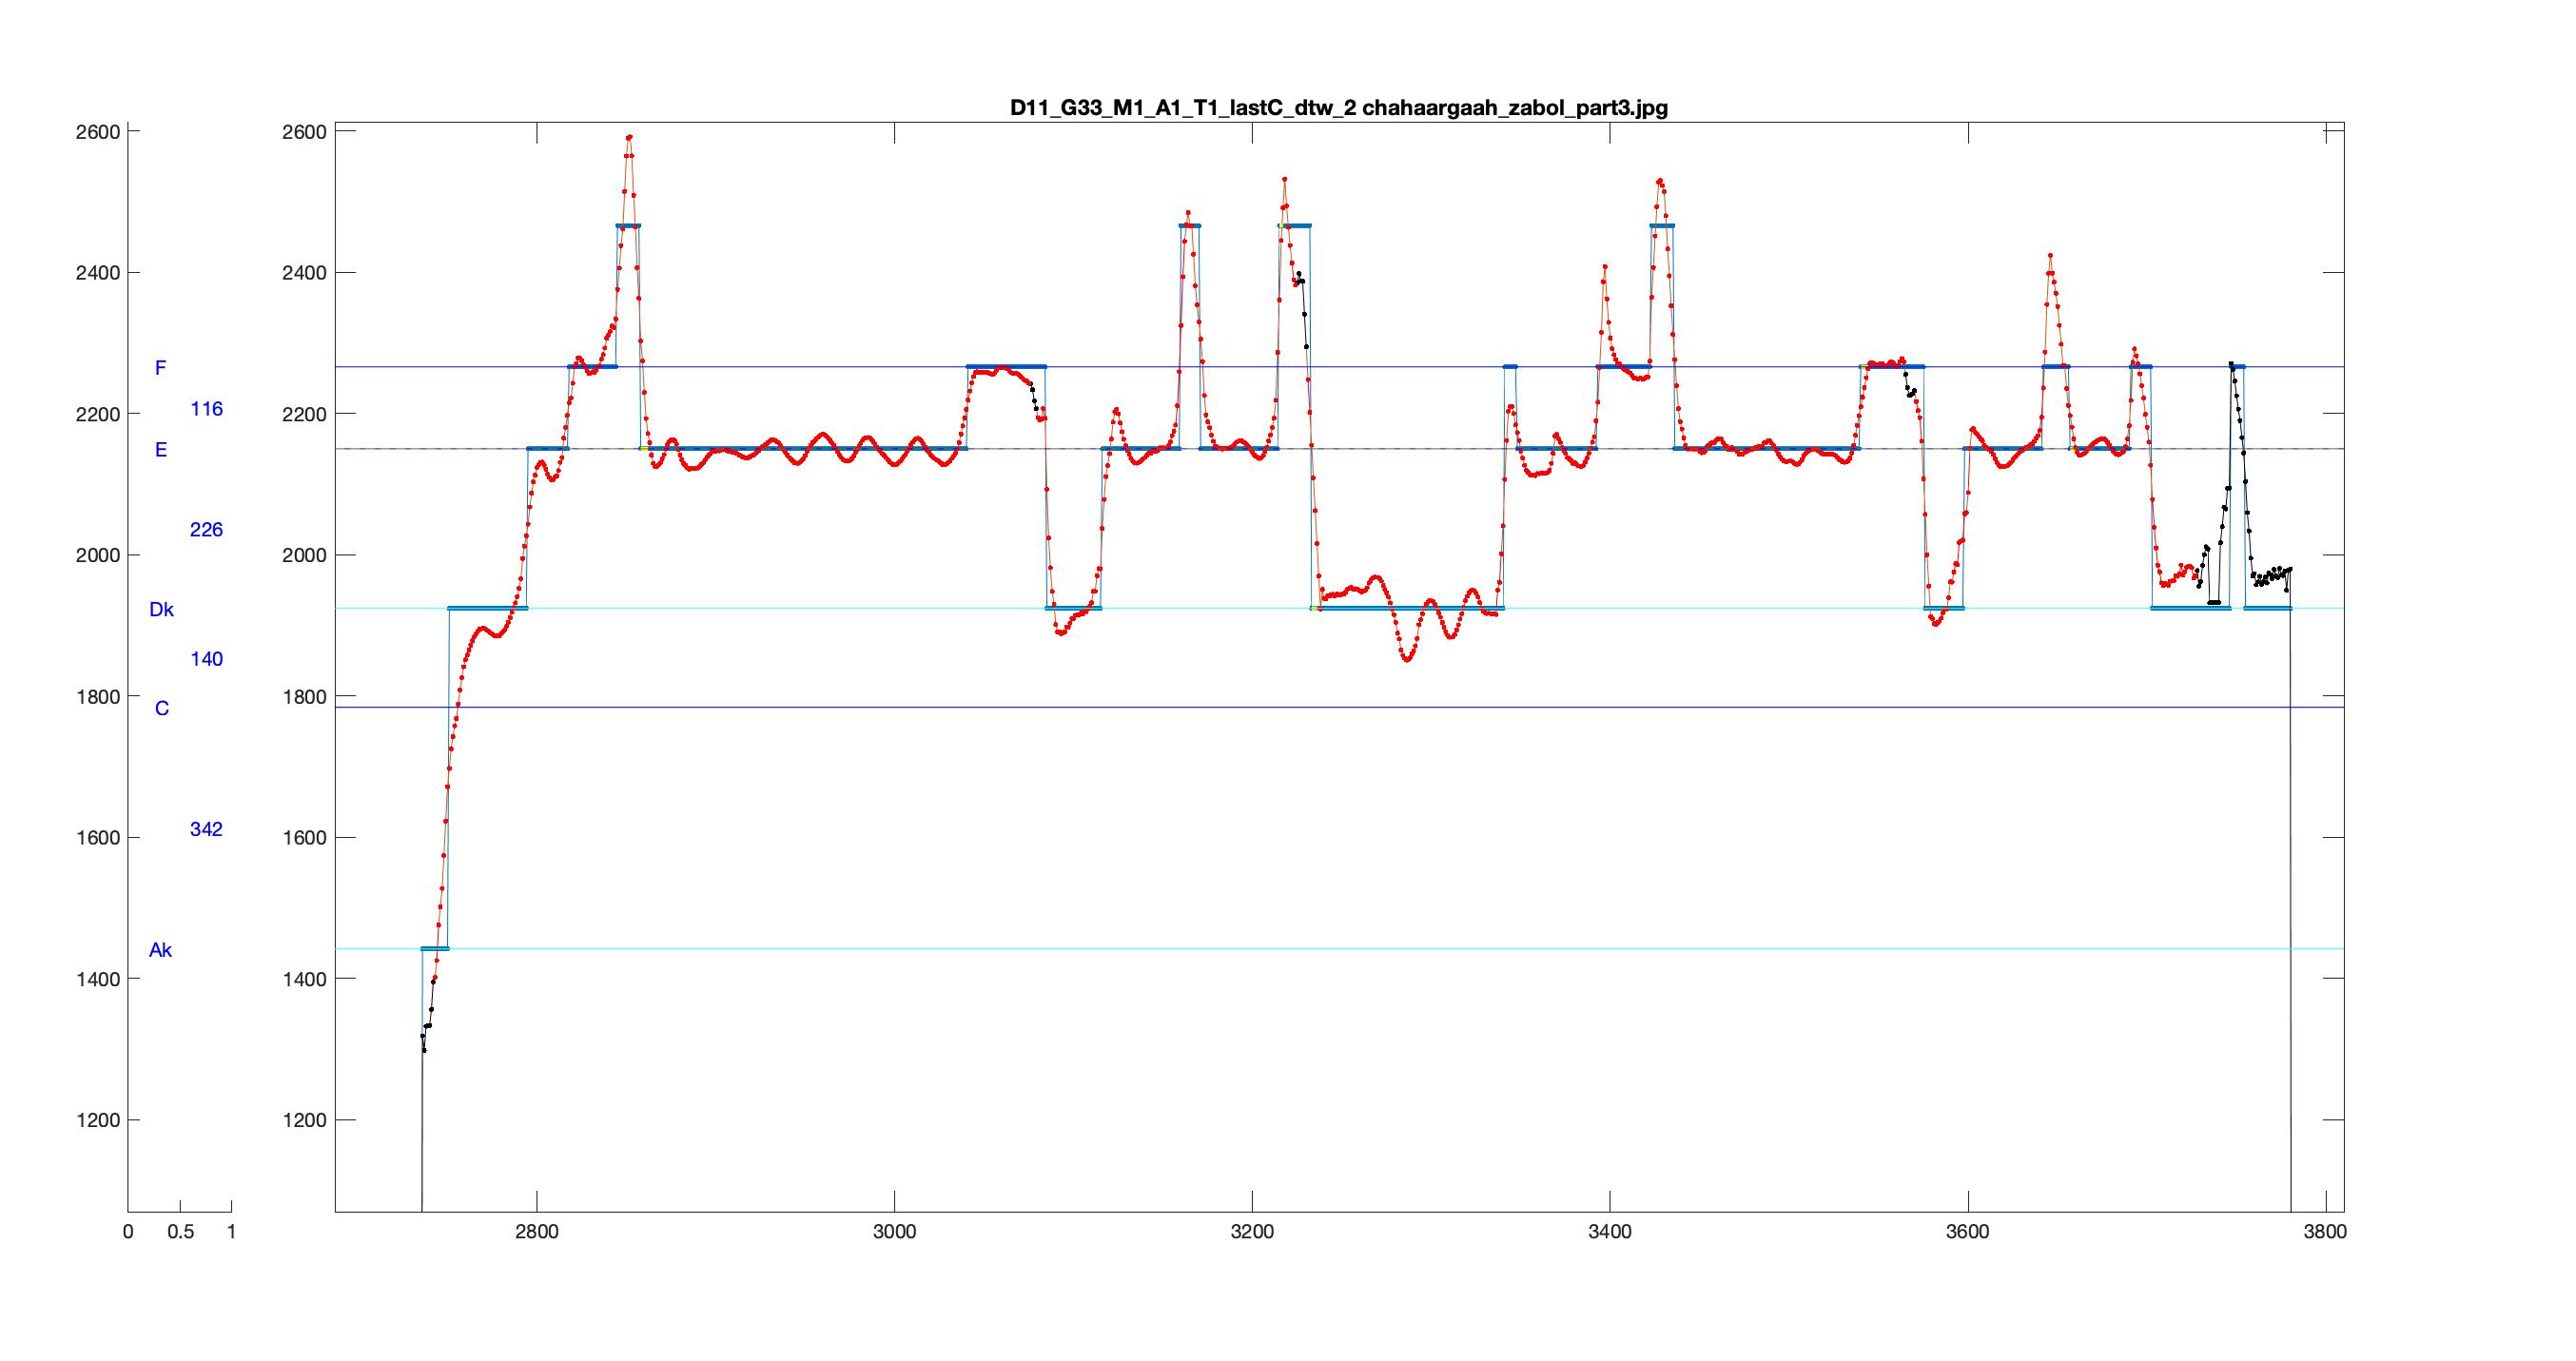 D11_G33_M1_A1_T1_lastC_dtw_2 chahaargaah_zabol_part3.jpg
2600 2600
2400 2400
F
2200 116 2200
E
226
2000 2000
Dk
140
1800 1800
C
342
1600 1600
Ak
1400 1400
1200 1200
0 0.5 1 2800 3000 3200 3400 3600 3800